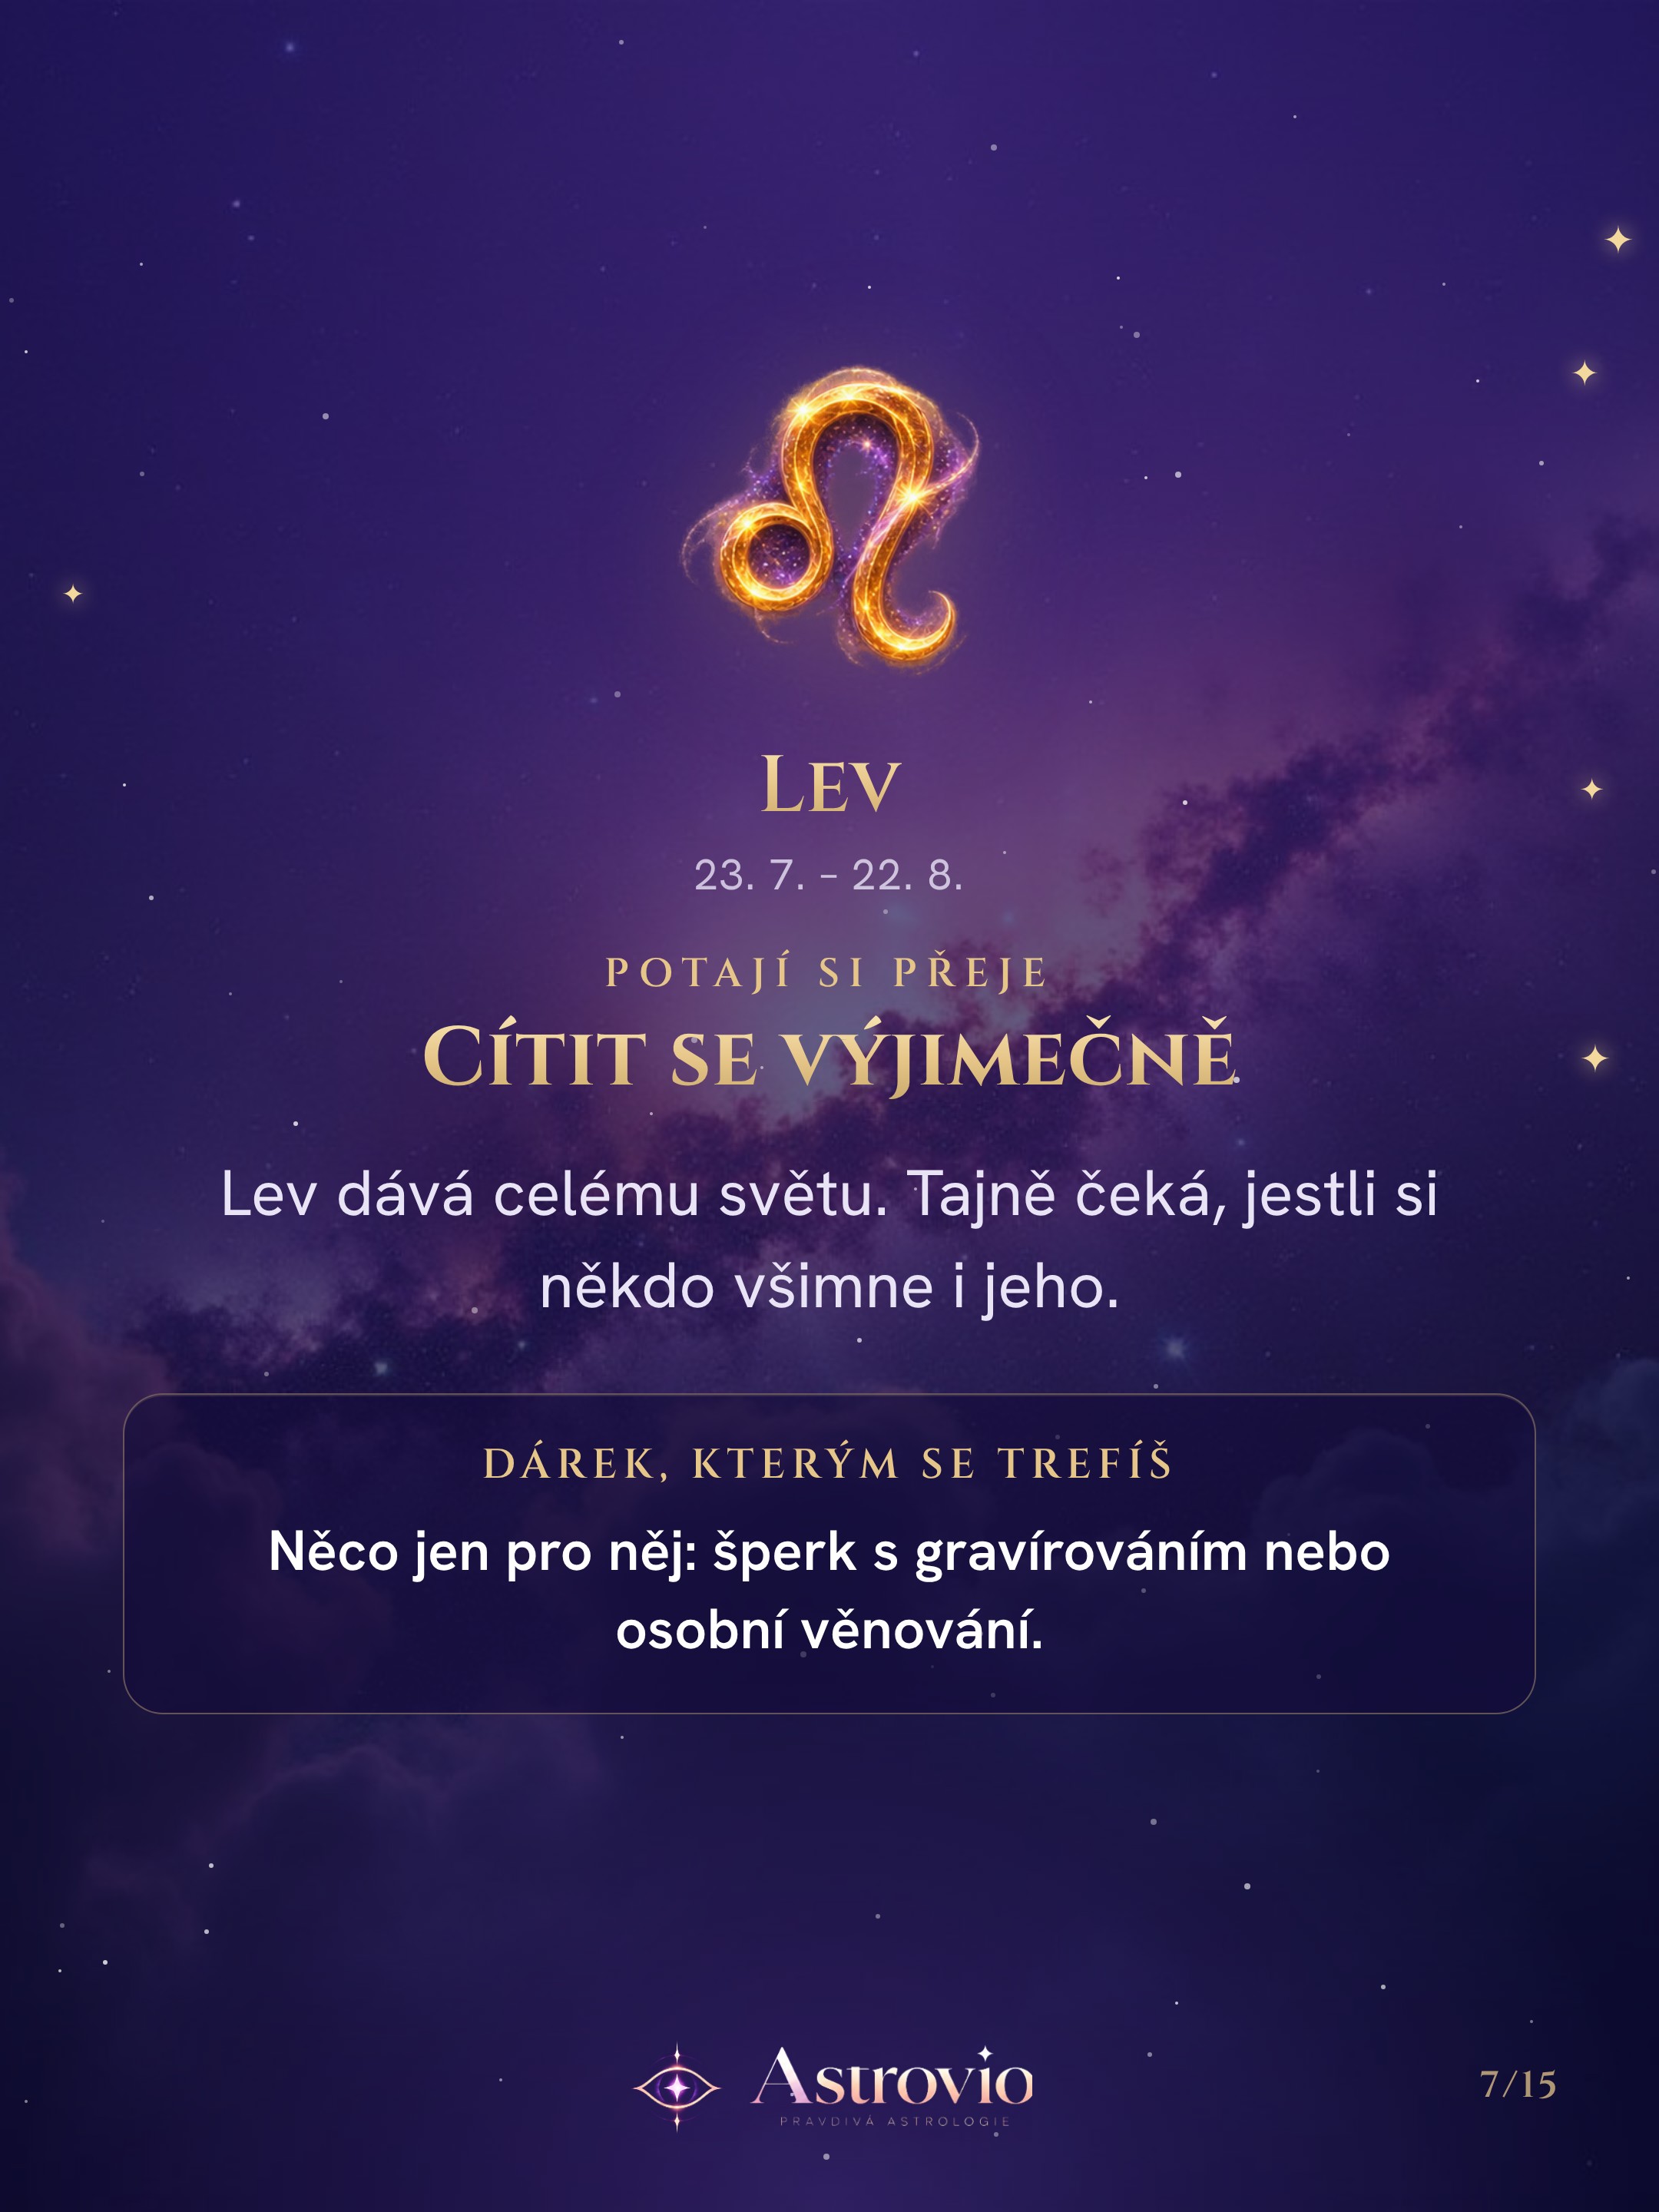 Lev
23. 7. – 22. 8.
POTAJÍ SI PŘEJE
Cítit se výjimečně
Lev dává celému světu. Tajně čeká, jestli si
někdo všimne i jeho.
DÁREK, KTERÝM SE TREFÍŠ
Něco jen pro něj: šperk s gravírováním nebo
osobní věnování.
Astrovio
PRAVDIVÁ ASTROLOGIE
7/15